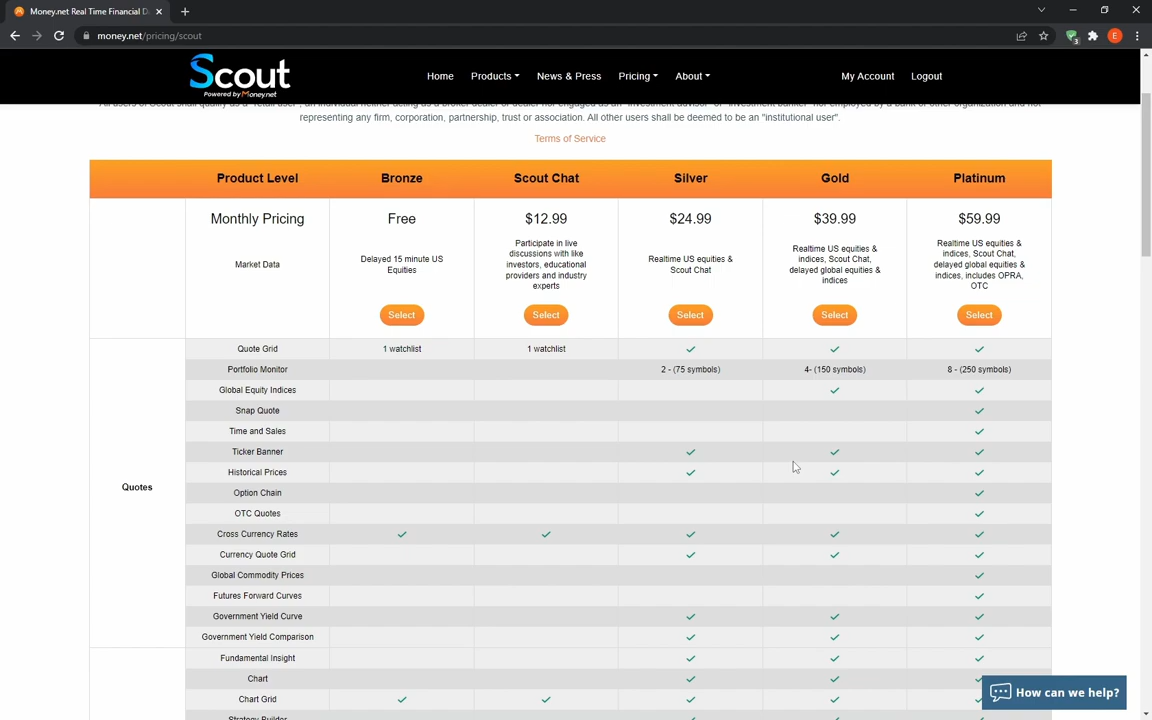 Money.net Real Time Financial D
money.net/pricing/scout
3
E
Scout
Powered by Money.net
Home Products News & Press Pricing About My Account Logout
representing any firm, corporation, partnership, trust or association. All other users shall be deemed to be an "institutional user".
Terms of Service
Product Level Bronze Scout Chat Silver Gold Platinum
Monthly Pricing Free $12.99 $24.99 $39.99 $59.99
Market Data
Delayed 15 minute US
Equities
Participate in live
discussions with like
investors, educational
providers and industry
experts
Realtime US equities &
Scout Chat
Realtime US equities &
indices, Scout Chat,
delayed global equities &
indices
Realtime US equities &
indices, Scout Chat,
delayed global equities &
indices, includes OPRA,
OTC
Select Select Select Select Select
Quotes
Quote Grid 1 watchlist 1 watchlist
Portfolio Monitor 2 - (75 symbols) 4- (150 symbols) 8 - (250 symbols)
Global Equity Indices
Snap Quote
Time and Sales
Ticker Banner
Historical Prices
Option Chain
OTC Quotes
Cross Currency Rates
Currency Quote Grid
Global Commodity Prices
Futures Forward Curves
Government Yield Curve
Government Yield Comparison
Fundamental Insight
Chart
Chart Grid
Strategy Builder
How can we help?